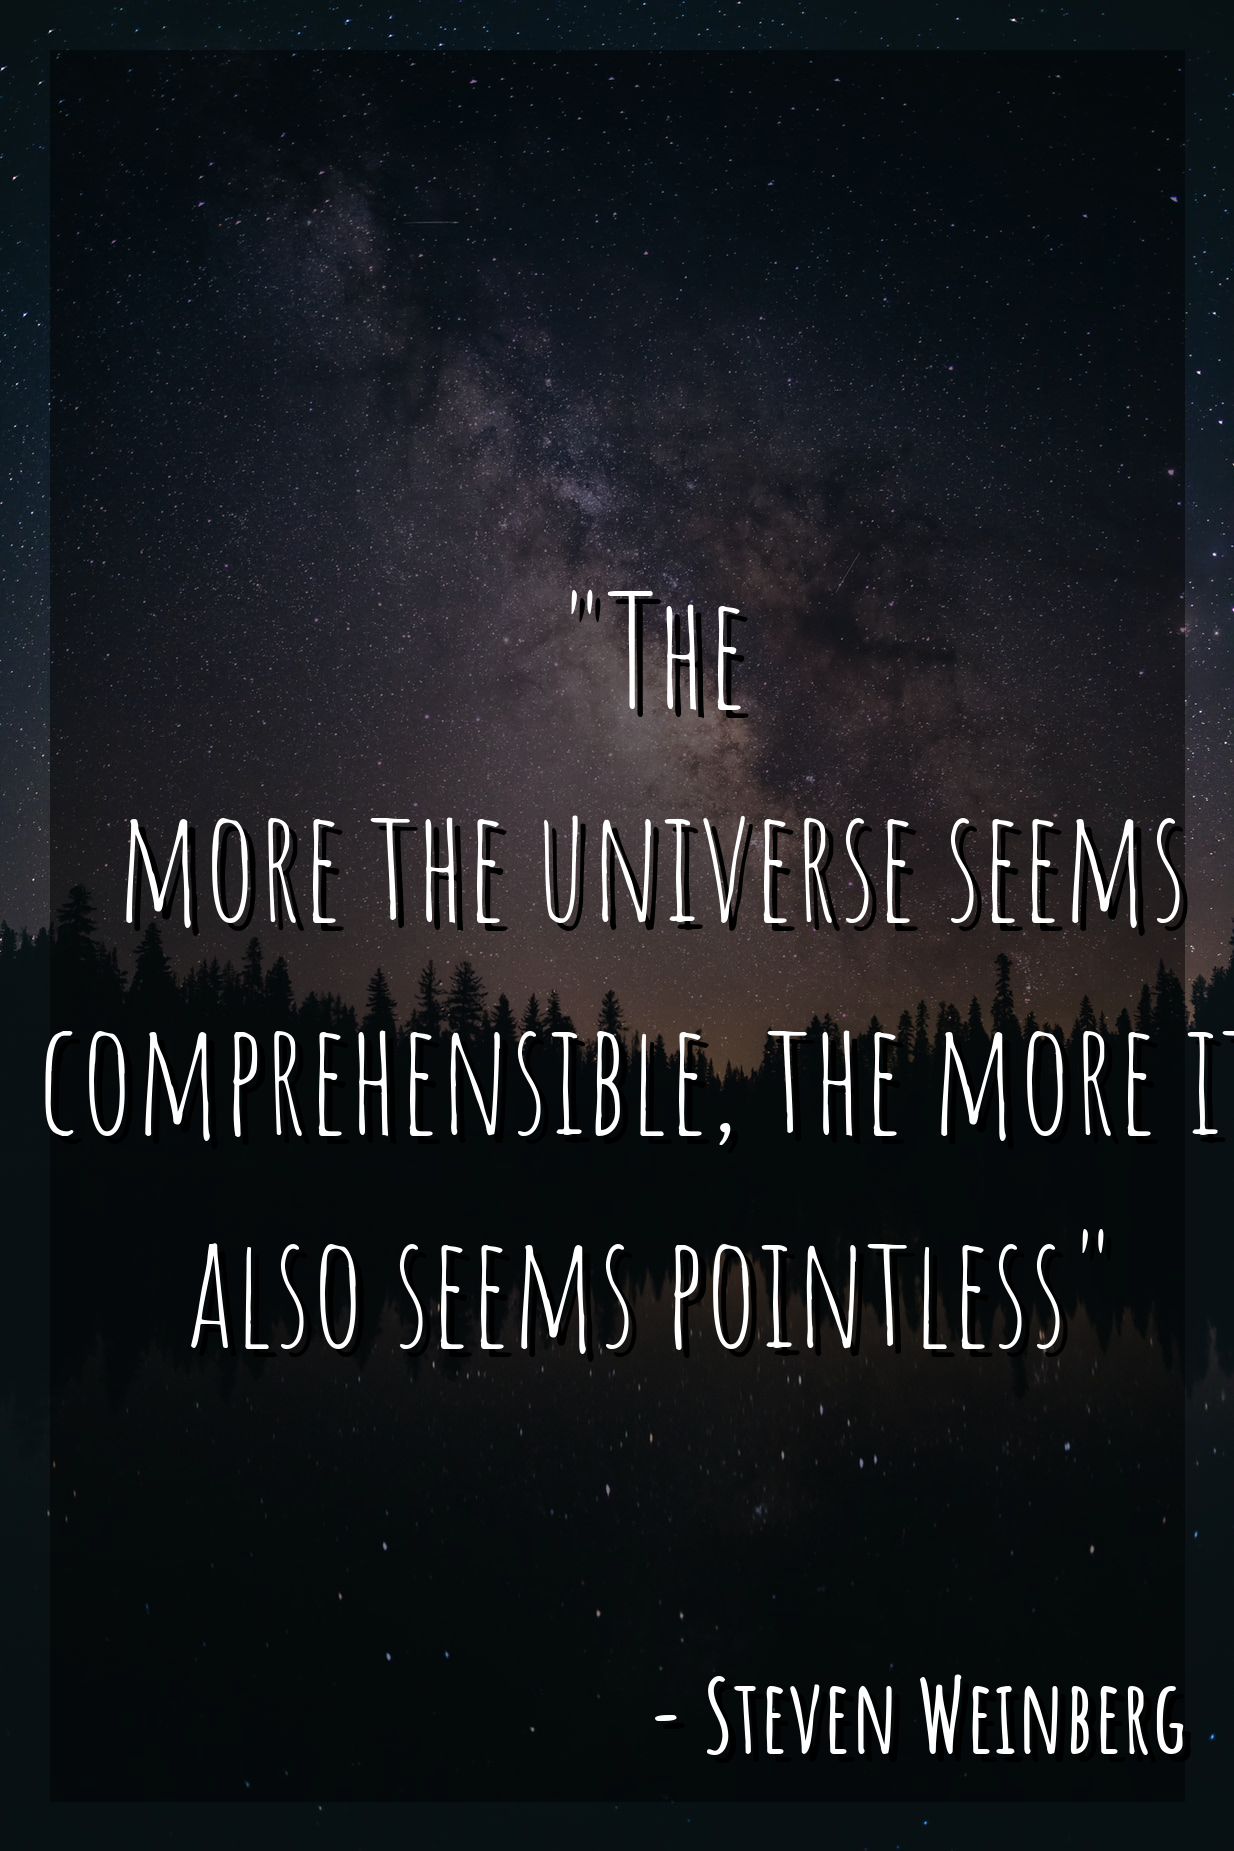 "The
more the universe seems
comprehensible, the more it
also seems pointless"
- Steven Weinberg